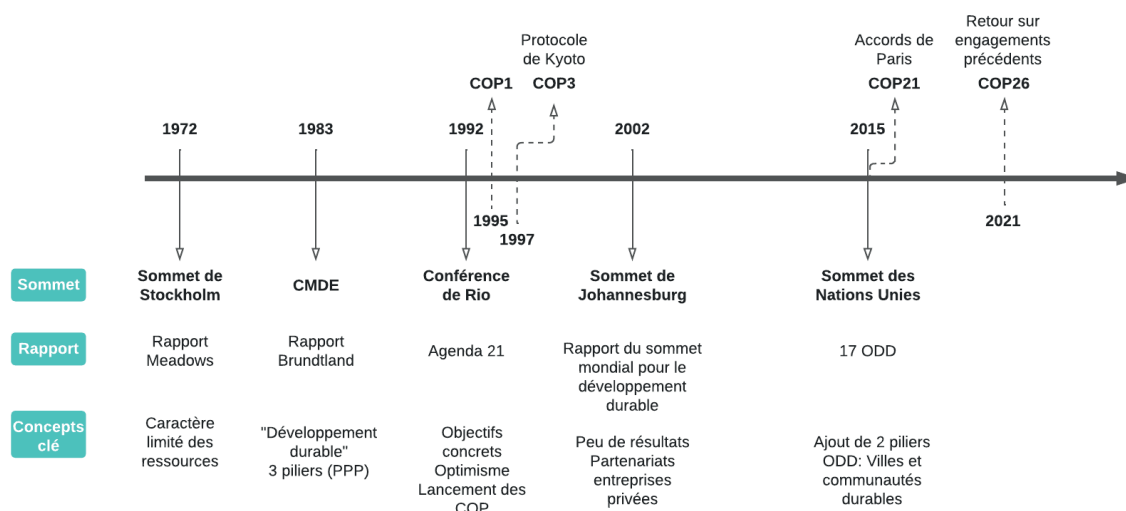 Protocole
de Kyoto
COP1
COP3
Accords de
Paris
COP21
Retour sur
engagements
précédents
COP26
1972
1983
1992
2002
2015
1995
1997
2021
Sommet
Sommet de
Stockholm
CMDE
Conférence
de Rio
Sommet de
Johannesburg
Sommet des
Nations Unies
Rapport
Rapport
Meadows
Rapport
Brundtland
Agenda 21
Rapport du sommet
mondial pour le
développement
durable
17 ODD
Concepts
clé
Caractère
limité des
ressources
"Développement
durable"
3 piliers (PPP)
Objectifs
concrets
Optimisme
Lancement des
COP
Peu de résultats
Partenariats
entreprises
privées
Ajout de 2 piliers
ODD: Villes et
communautés
durables